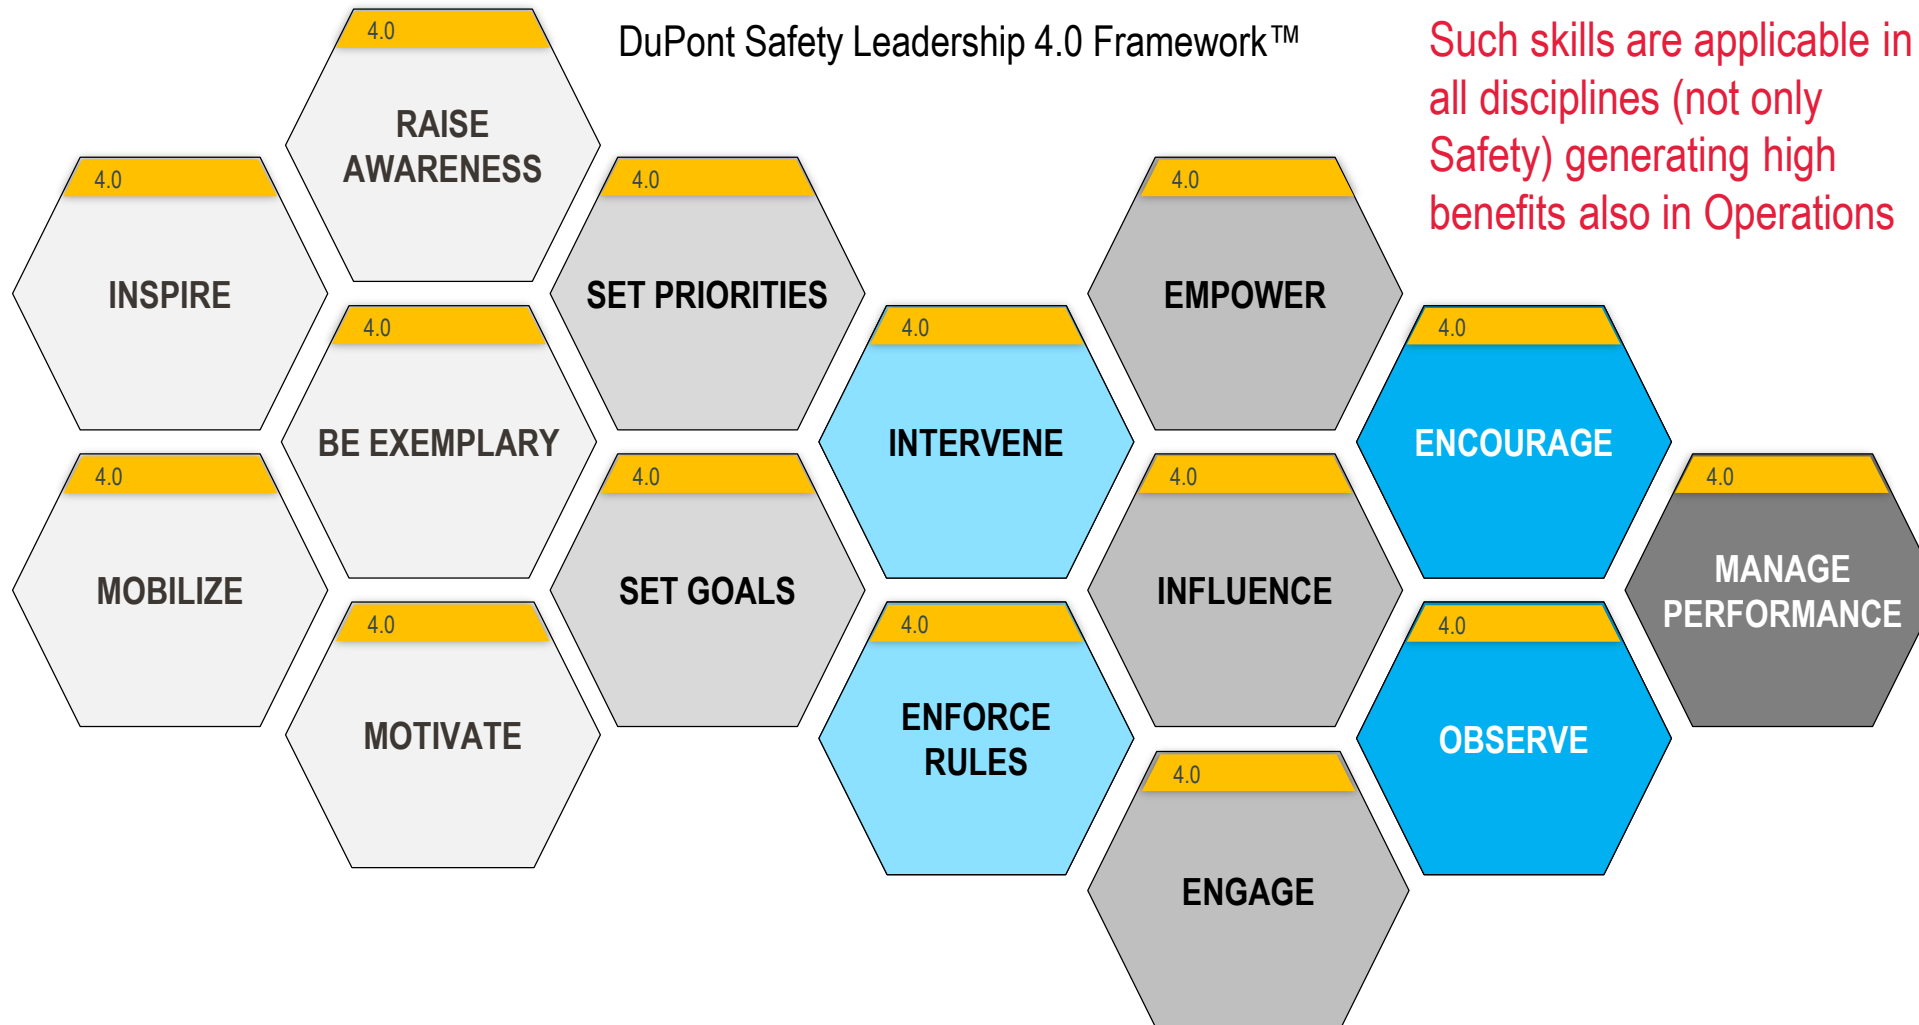 DuPont Safety Leadership 4.0 Framework™
Such skills are applicable in
all disciplines (not only
Safety) generating high
benefits also in Operations
4.0
RAISE
AWARENESS
4.0
INSPIRE
4.0
SET PRIORITIES
4.0
EMPOWER
4.0
BE EXEMPLARY
4.0
INTERVENE
4.0
ENCOURAGE
4.0
MOBILIZE
4.0
SET GOALS
4.0
INFLUENCE
4.0
MANAGE
PERFORMANCE
4.0
MOTIVATE
4.0
ENFORCE
RULES
4.0
OBSERVE
4.0
ENGAGE